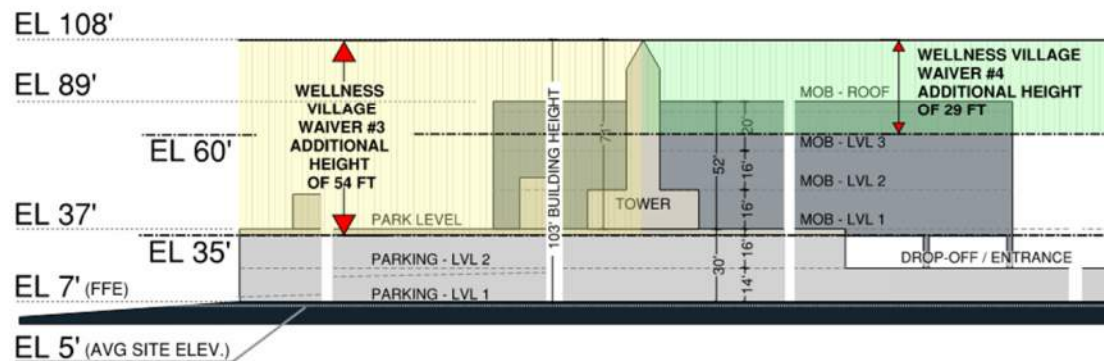 EL 108'
EL 89'
EL 60'
EL 37'
EL 35'
EL 7' (FFE)
EL 5' (AVG SITE ELEV.)
WELLNESS
VILLAGE
WAIVER #3
ADDITIONAL
HEIGHT
OF 54 FT
WELLNESS VILLAGE
WAIVER #4
ADDITIONAL HEIGHT
OF 29 FT
MOB - ROOF
MOB - LVL 3
MOB - LVL 2
MOB - LVL 1
TOWER
PARK LEVEL
PARKING - LVL 2
PARKING - LVL 1
DROP-OFF / ENTRANCE
103' BUILDING HEIGHT
71'
52'
30'
20'
16'
16'
16'
16'
14'